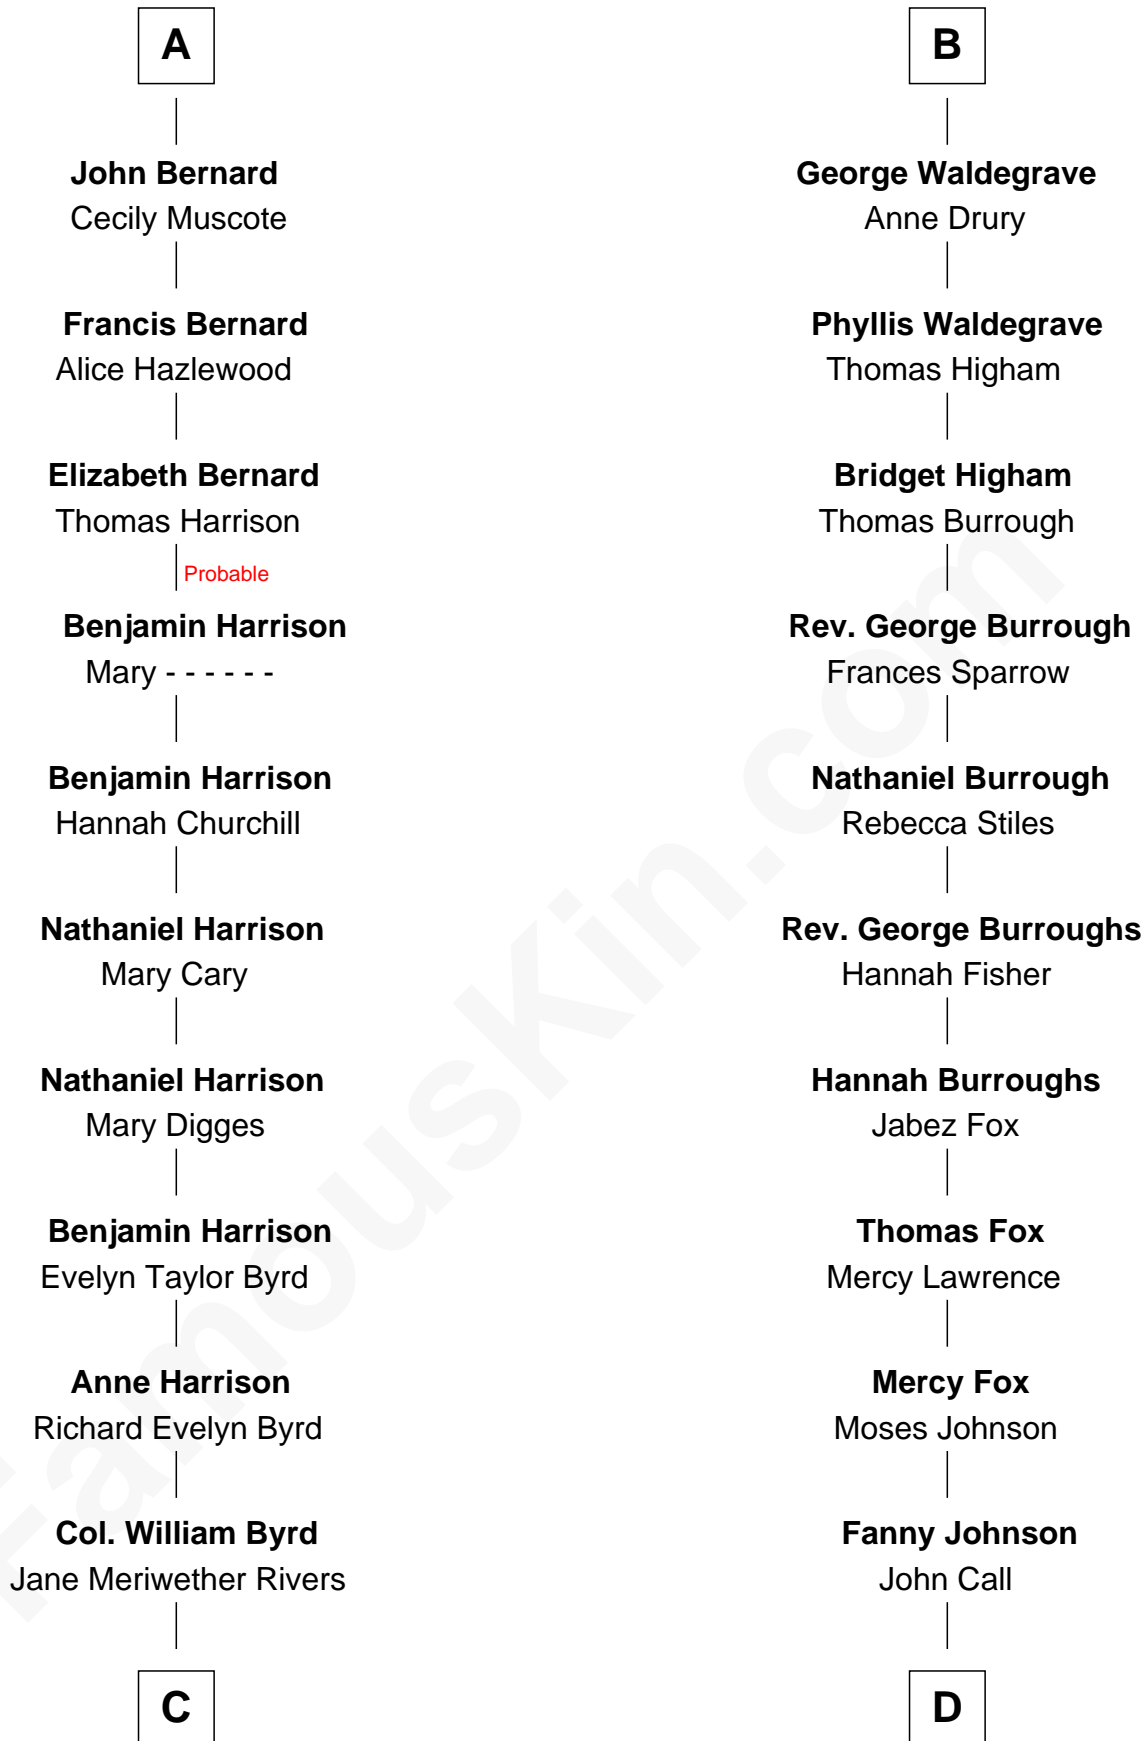 A
John Bernard
Cecily Muscote
Francis Bernard
Alice Hazlewood
Elizabeth Bernard
Thomas Harrison
Probable
Benjamin Harrison
Mary - - - - - -
Benjamin Harrison
Hannah Churchill
Nathaniel Harrison
Mary Cary
Nathaniel Harrison
Mary Digges
Benjamin Harrison
Evelyn Taylor Byrd
Anne Harrison
Richard Evelyn Byrd
Col. William Byrd
Jane Meriwether Rivers
C
B
George Waldegrave
Anne Drury
Phyllis Waldegrave
Thomas Higham
Bridget Higham
Thomas Burrough
Rev. George Burrough
Frances Sparrow
Nathaniel Burrough
Rebecca Stiles
Rev. George Burroughs
Hannah Fisher
Hannah Burroughs
Jabez Fox
Thomas Fox
Mercy Lawrence
Mercy Fox
Moses Johnson
Fanny Johnson
John Call
D
FamousKin.com